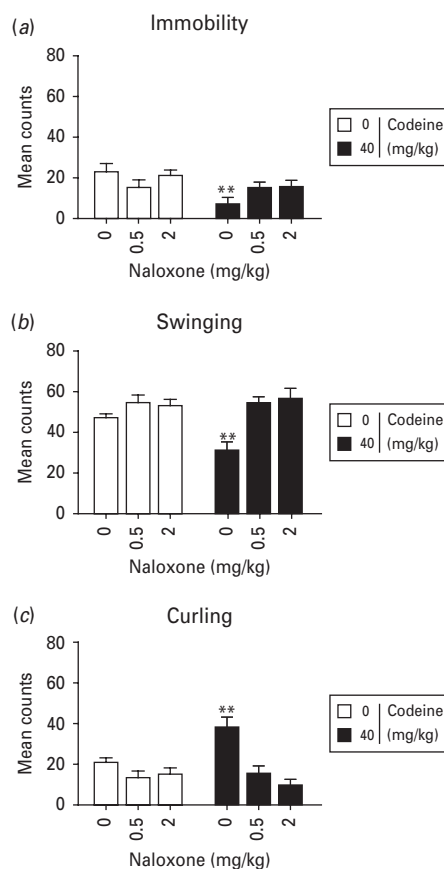 (a) Immobility
80
60
40
20
0
Mean counts
**
0 0.5 2 0 0.5 2
Naloxone (mg/kg)
0 Codeine
40 (mg/kg)
(b) Swinging
80
60
40
20
0
Mean counts
**
0 0.5 2 0 0.5 2
Naloxone (mg/kg)
0 Codeine
40 (mg/kg)
(c) Curling
80
60
40
20
0
Mean counts
**
0 0.5 2 0 0.5 2
Naloxone (mg/kg)
0 Codeine
40 (mg/kg)